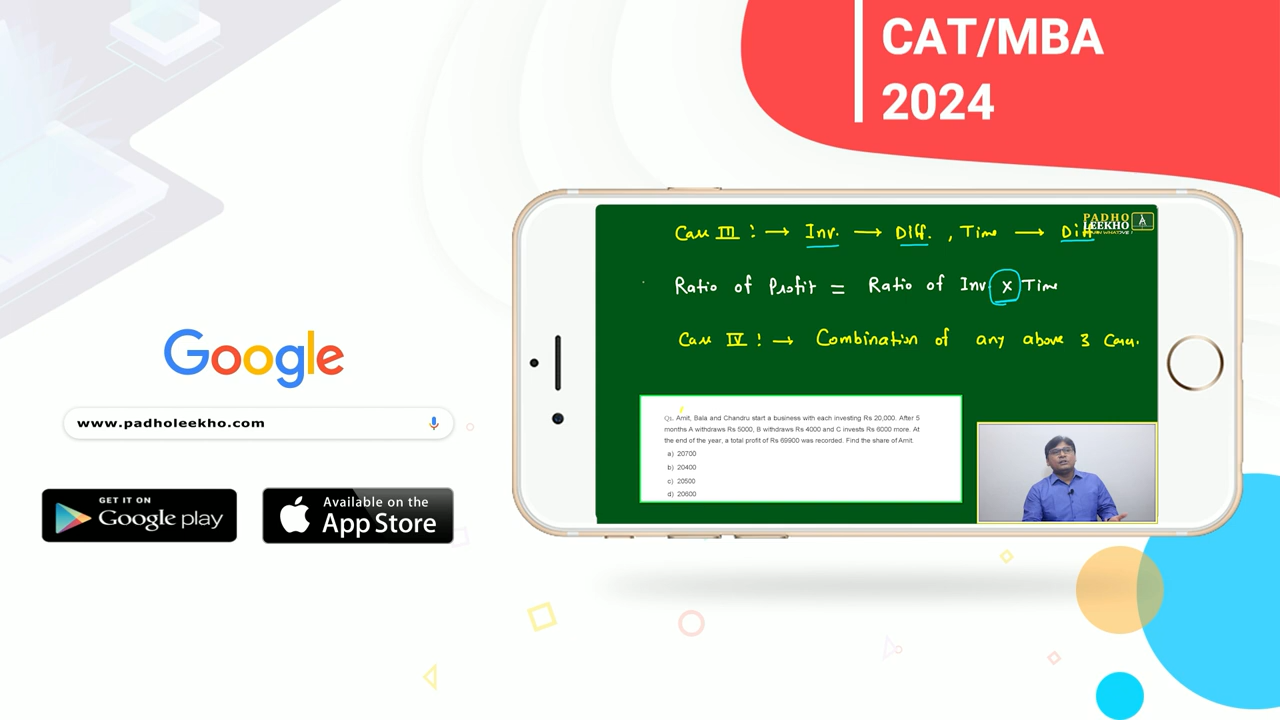 CAT/MBA
2024
PADHO
LEEKHO
Case III : → Inv. → Diff. , Time → Diff.
Ratio of Profit = Ratio of Inv × Time
Case IV : → Combination of any above 3 Cases.
Google
www.padholeekho.com
GET IT ON
Google play
Available on the
App Store
Qs. Amit, Bala and Chandru start a business with each investing Rs 20,000. After 5
months A withdraws Rs 5000, B withdraws Rs 4000 and C invests Rs 6000 more. At
the end of the year, a total profit of Rs 69900 was recorded. Find the share of Amit.
a) 20700
b) 20400
c) 20500
d) 20600